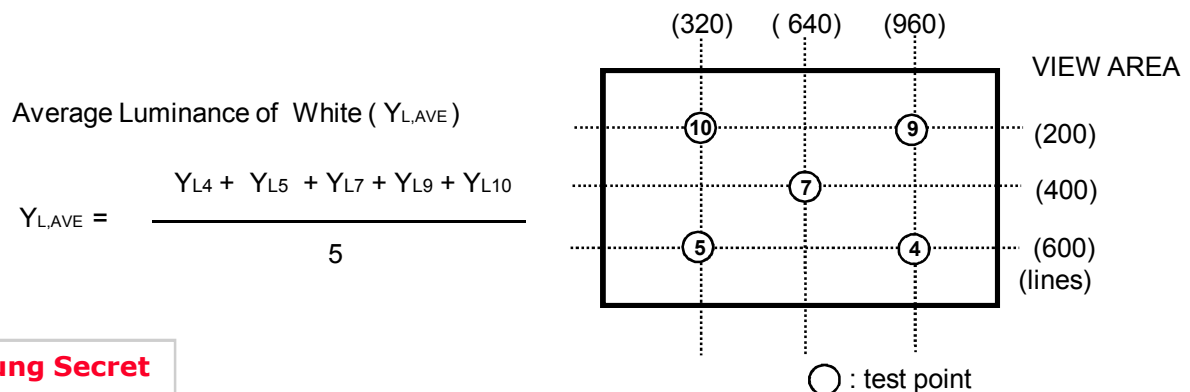 (320) ( 640) (960)
VIEW AREA
Average Luminance of White ( YL,AVE )
10 9 (200)
YL4 + YL5 + YL7 + YL9 + YL10
7 (400)
YL,AVE =
5
5 4 (600)
(lines)
ung Secret
: test point